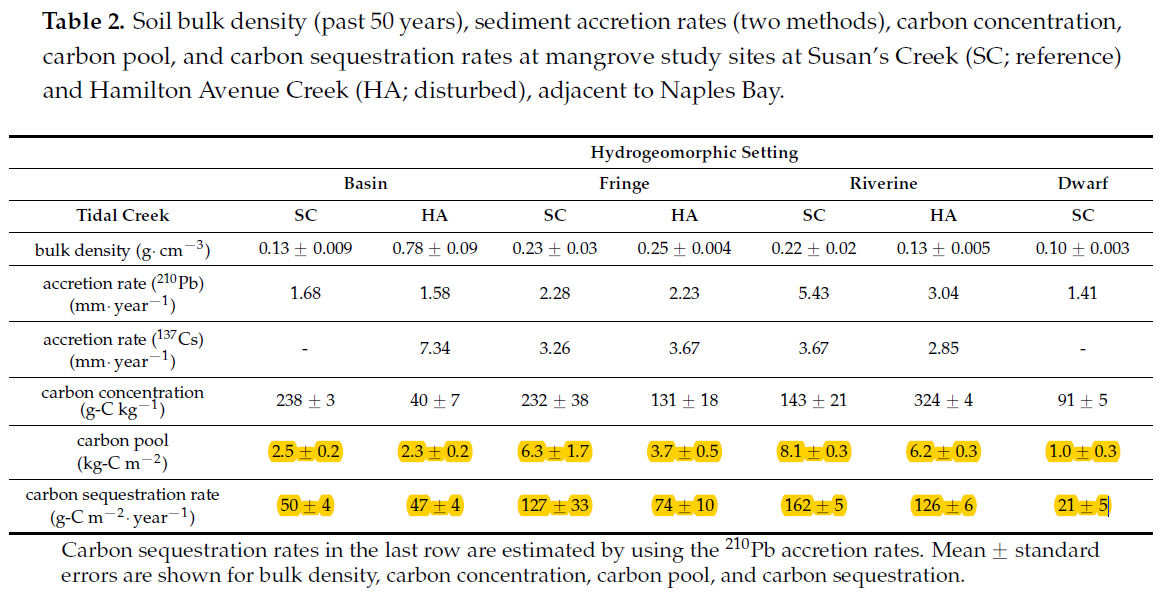 Table 2. Soil bulk density (past 50 years), sediment accretion rates (two methods), carbon concentration,
carbon pool, and carbon sequestration rates at mangrove study sites at Susan's Creek (SC; reference)
and Hamilton Avenue Creek (HA; disturbed), adjacent to Naples Bay.
Hydrogeomorphic Setting
Basin Fringe Riverine Dwarf
Tidal Creek SC HA SC HA SC HA SC
bulk density (g· cm−3) 0.13 ± 0.009 0.78 ± 0.09 0.23 ± 0.03 0.25 ± 0.004 0.22 ± 0.02 0.13 ± 0.005 0.10 ± 0.003
accretion rate (210Pb)
(mm· year−1) 1.68 1.58 2.28 2.23 5.43 3.04 1.41
accretion rate (137Cs)
(mm· year−1) - 7.34 3.26 3.67 3.67 2.85 -
carbon concentration
(g-C kg−1) 238 ± 3 40 ± 7 232 ± 38 131 ± 18 143 ± 21 324 ± 4 91 ± 5
carbon pool
(kg-C m−2) 2.5 ± 0.2 2.3 ± 0.2 6.3 ± 1.7 3.7 ± 0.5 8.1 ± 0.3 6.2 ± 0.3 1.0 ± 0.3
carbon sequestration rate
(g-C m−2· year−1) 50 ± 4 47 ± 4 127 ± 33 74 ± 10 162 ± 5 126 ± 6 21 ± 5
Carbon sequestration rates in the last row are estimated by using the 210Pb accretion rates. Mean ± standard
errors are shown for bulk density, carbon concentration, carbon pool, and carbon sequestration.